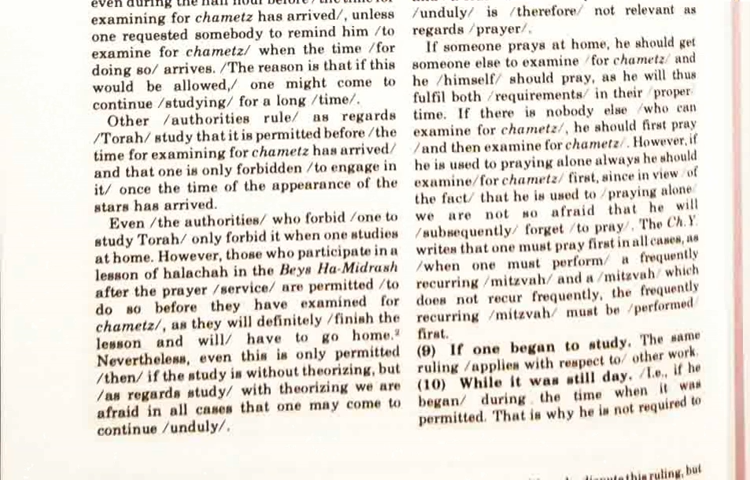 even during the half hour before /the time for
examining for chametz has arrived/, unless
one requested somebody to remind him /to
examine for chametz/ when the time /for
doing so/ arrives. /The reason is that if this
would be allowed,/ one might come to
continue /studying/ for a long /time/.
Other /authorities rule/ as regards
/Torah/ study that it is permitted before /the
time for examining for chametz has arrived/
and that one is only forbidden /to engage in
it/ once the time of the appearance of the
stars has arrived.
Even /the authorities/ who forbid /one to
study Torah/ only forbid it when one studies
at home. However, those who participate in a
lesson of halachah in the Beys Ha-Midrash
after the prayer /service/ are permitted /to
do so before they have examined for
chametz/, as they will definitely /finish the
lesson and will/ have to go home.²
Nevertheless, even this is only permitted
/then/ if the study is without theorizing, but
/as regards study/ with theorizing we are
afraid in all cases that one may come to
continue /unduly/.
/unduly/ is /therefore/ not relevant as
regards /prayer/.
If someone prays at home, he should get
someone else to examine /for chametz/ and
he /himself/ should pray, as he will thus
fulfil both /requirements/ in their /proper
time. If there is nobody else /who can
examine for chametz/, he should first pray
/and then examine for chametz/. However, if
he is used to praying alone always he should
examine/for chametz/ first, since in view /of
the fact/ that he is used to /praying alone/
we are not so afraid that he will
/subsequently/ forget /to pray/. The Ch.Y.
writes that one must pray first in all cases, as
/when one must perform/ a frequently
recurring /mitzvah/ and a /mitzvah/ which
does not recur frequently, the frequently
recurring /mitzvah/ must be /performed/
first.
(9) If one began to study. The same
ruling /applies with respect to/ other work.
(10) While it was still day. /I.e., if he
began/ during the time when it was
permitted. That is why he is not required to
this ruling, but